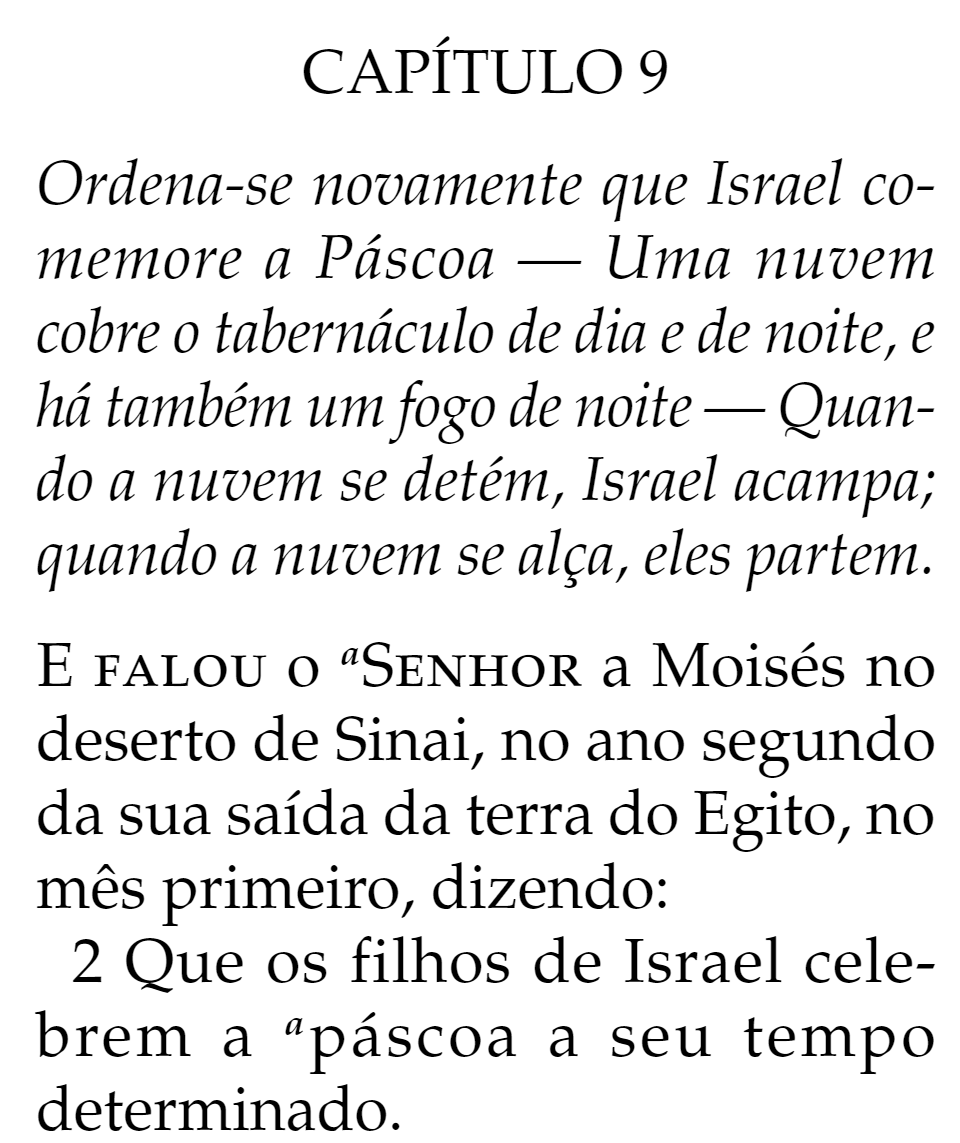 CAPÍTULO 9
Ordena-se novamente que Israel co-
memore a Páscoa — Uma nuvem
cobre o tabernáculo de dia e de noite, e
há também um fogo de noite — Quan-
do a nuvem se detém, Israel acampa;
quando a nuvem se alça, eles partem.
E FALOU o aSENHOR a Moisés no
deserto de Sinai, no ano segundo
da sua saída da terra do Egito, no
mês primeiro, dizendo:
2 Que os filhos de Israel cele-
brem a apáscoa a seu tempo
determinado.